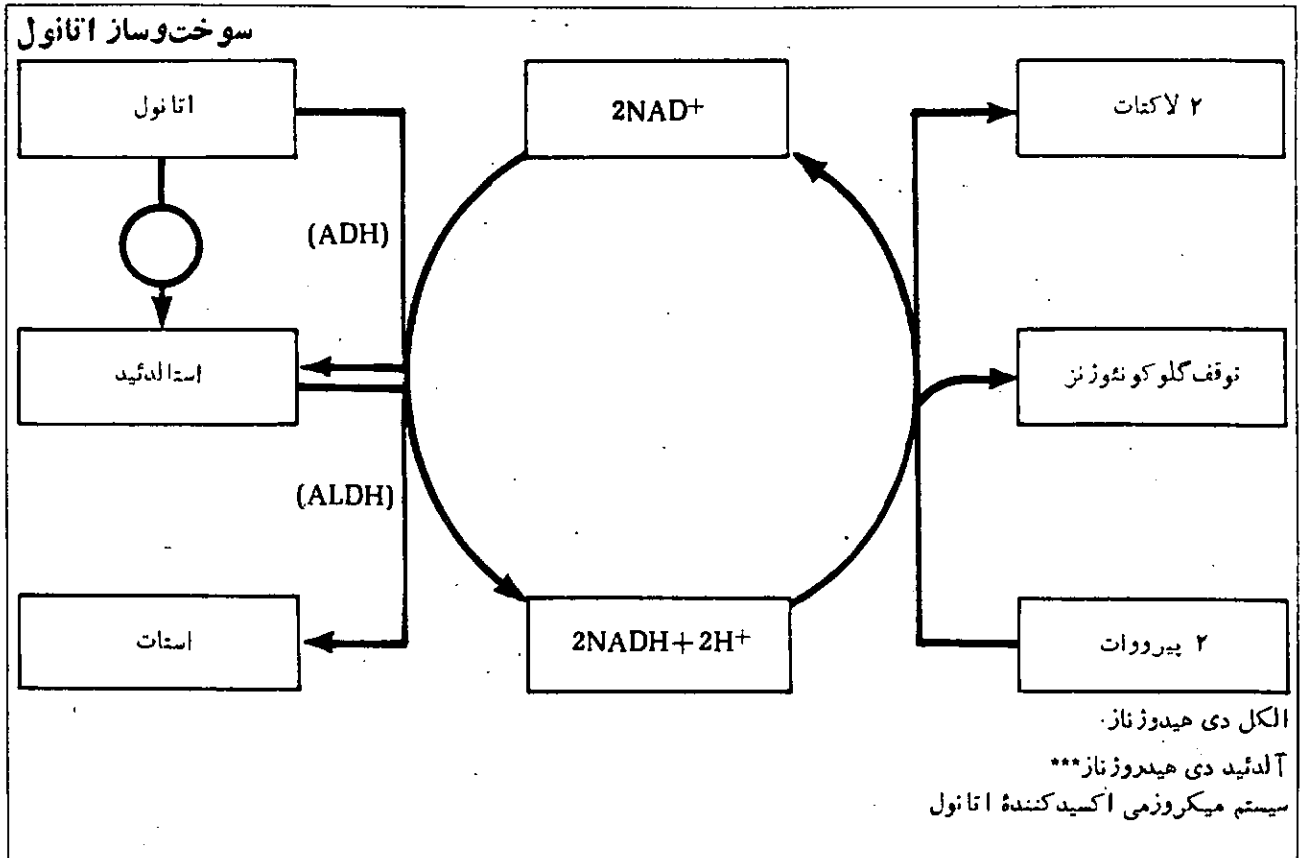 سوخت‌وساز اتانول
اتانول
2NAD+
۲ لاکتات
(ADH)
استالدئید
توقف گلوکونئوژنز
(ALDH)
استات
2NADH+2H+
۲ پیرووات
الکل دی هیدوژناز
آلدئید دی هیدروژناز***
سیستم میکروزمی اکسیدکنندهٔ اتانول